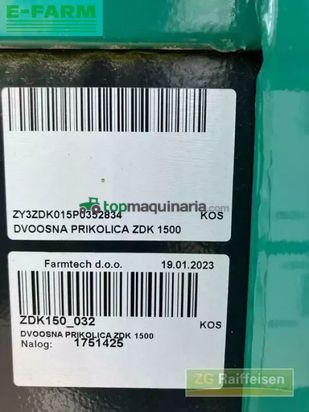 E-FARM
topmaquinaria.com
ZY3ZDK015P0352834 KOS
DVOOSNA PRIKOLICA ZDK 1500
Farmtech d.o.o. 19.01.2023
ZDK150_032 KOS
DVOOSNA PRIKOLICA ZDK 1500
Nalog: 1751425
ZG Raiffeisen